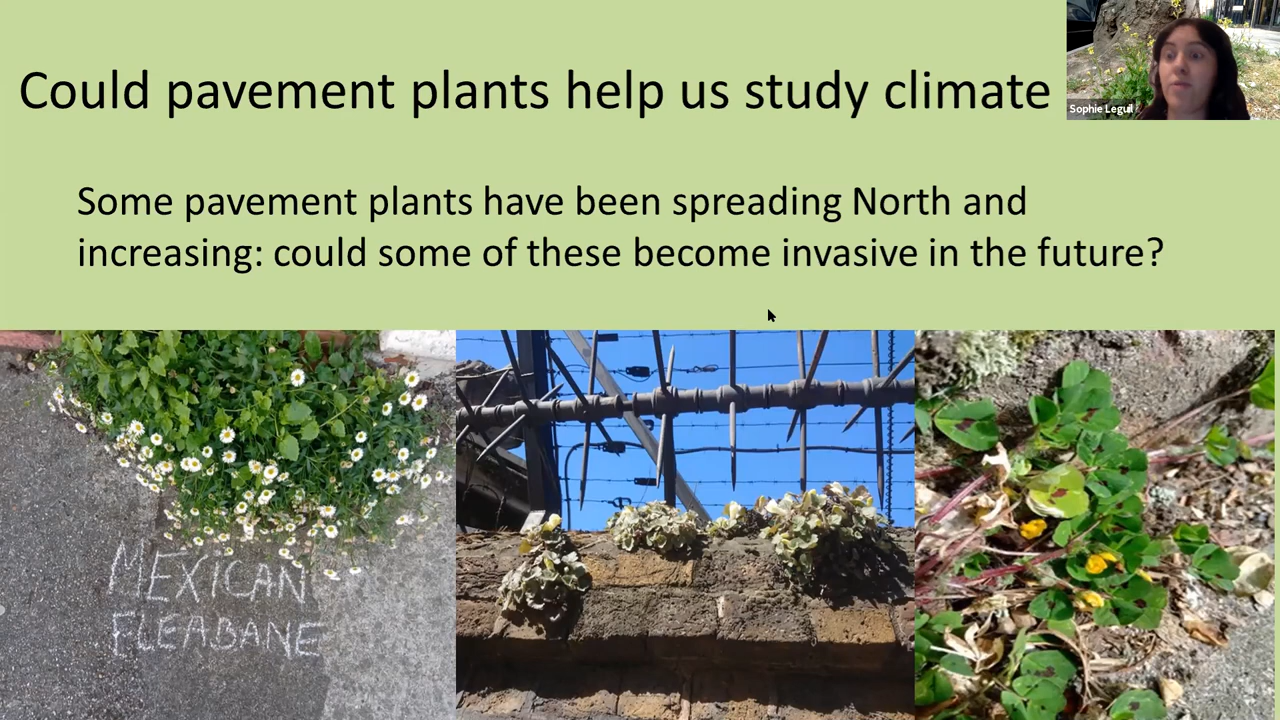 Could pavement plants help us study climate
Sophie Leguil
Some pavement plants have been spreading North and
increasing: could some of these become invasive in the future?
MEXICAN
FLEABANE